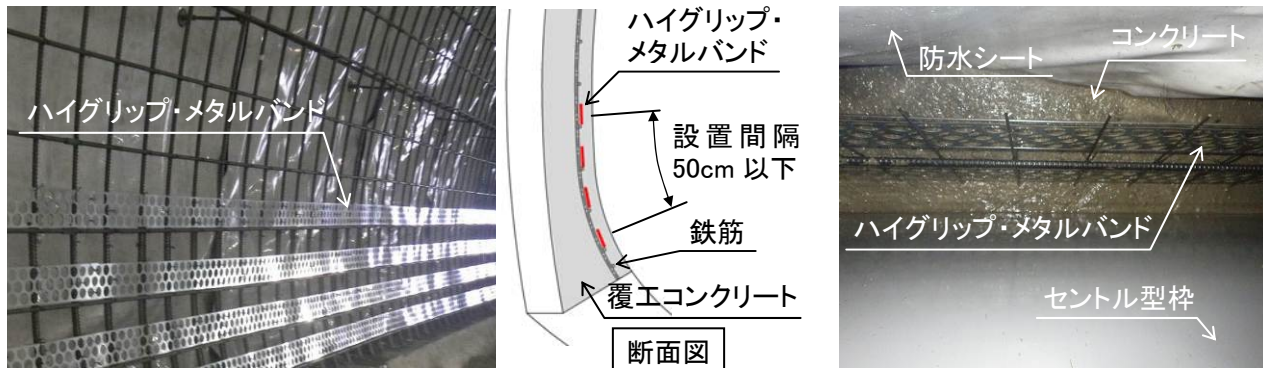 ハイグリップ・メタルバンド
ハイグリップ・
メタルバンド
設置間隔
50cm 以下
鉄筋
覆工コンクリート
断面図
防水シート
コンクリート
ハイグリップ・メタルバンド
セントル型枠